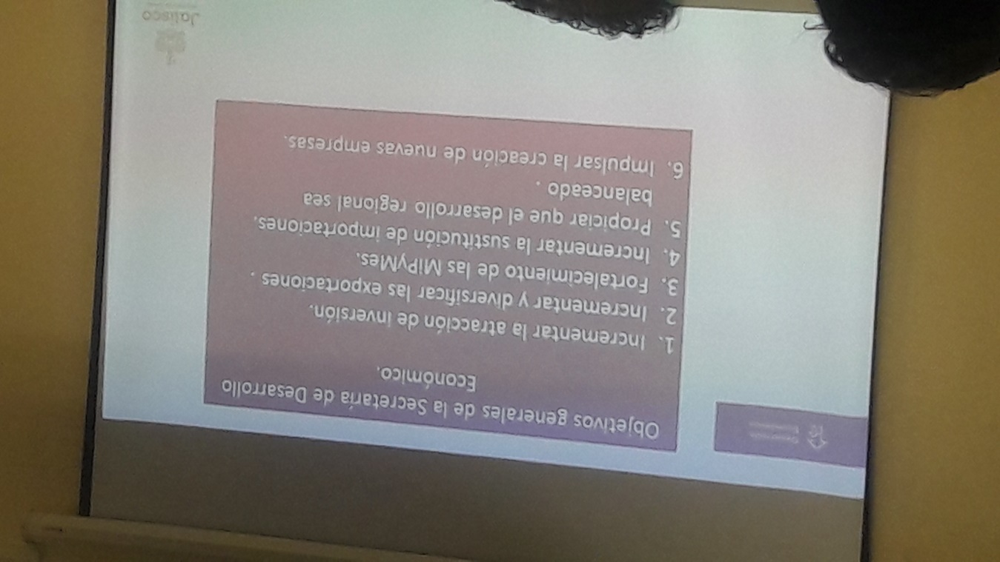 Objetivos generales de la Secretaría de Desarrollo
Económico.
1. Incrementar la atracción de inversión.
2. Incrementar y diversificar las exportaciones .
3. Fortalecimiento de las MiPyMes.
4. Incrementar la sustitución de importaciones.
5. Propiciar que el desarrollo regional sea
balanceado .
6. Impulsar la creación de nuevas empresas.
Jalisco